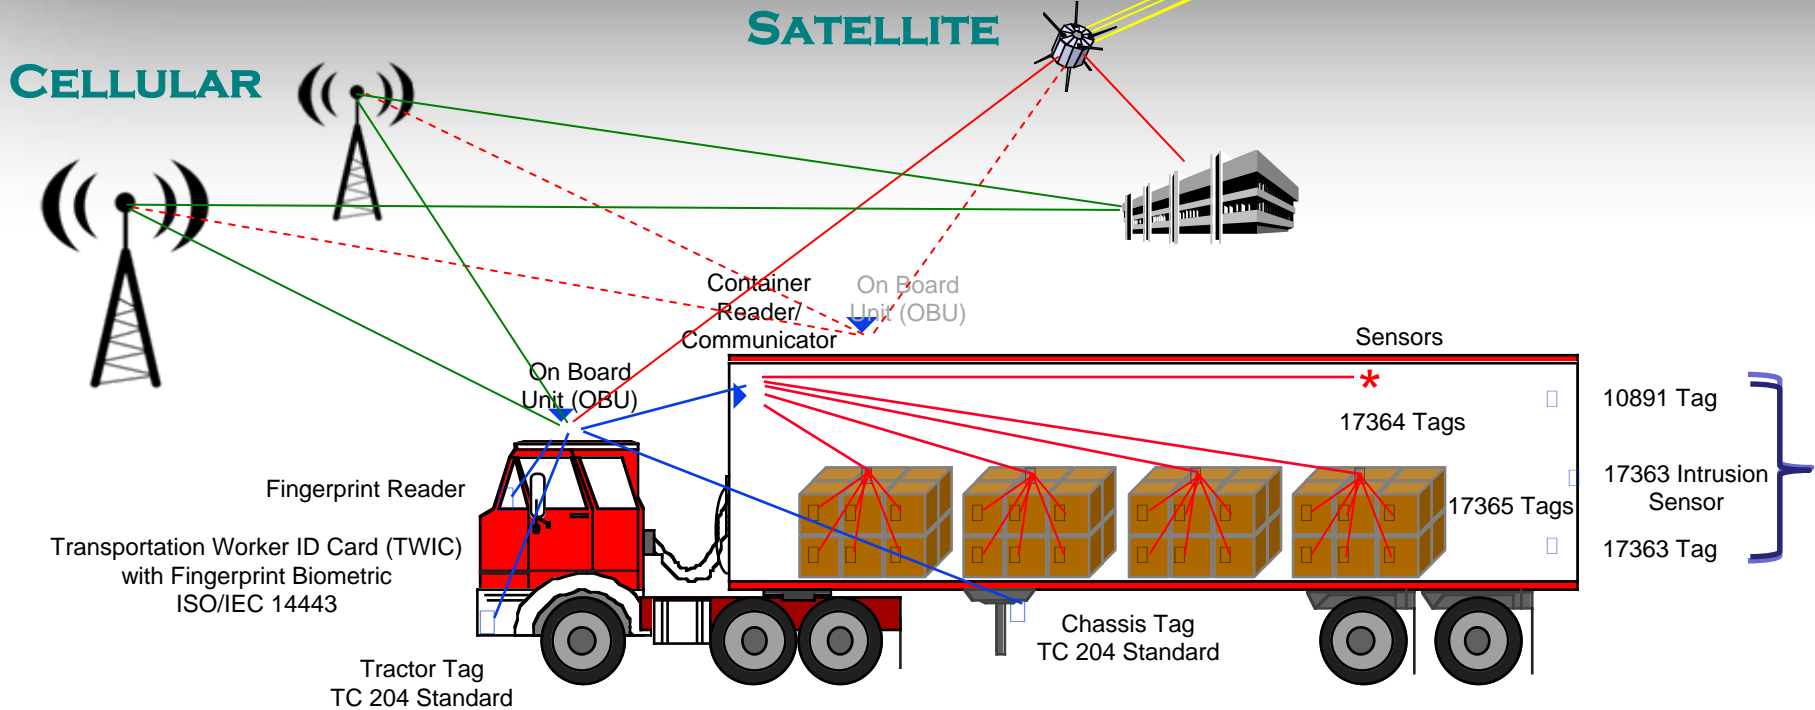 SATELLITE
CELLULAR
Container
Reader/
Communicator
On Board
Unit (OBU)
Sensors
On Board
Unit (OBU)
10891 Tag
17364 Tags
Fingerprint Reader
17363 Intrusion
Sensor
17365 Tags
Transportation Worker ID Card (TWIC)
with Fingerprint Biometric
ISO/IEC 14443
17363 Tag
Chassis Tag
TC 204 Standard
Tractor Tag
TC 204 Standard